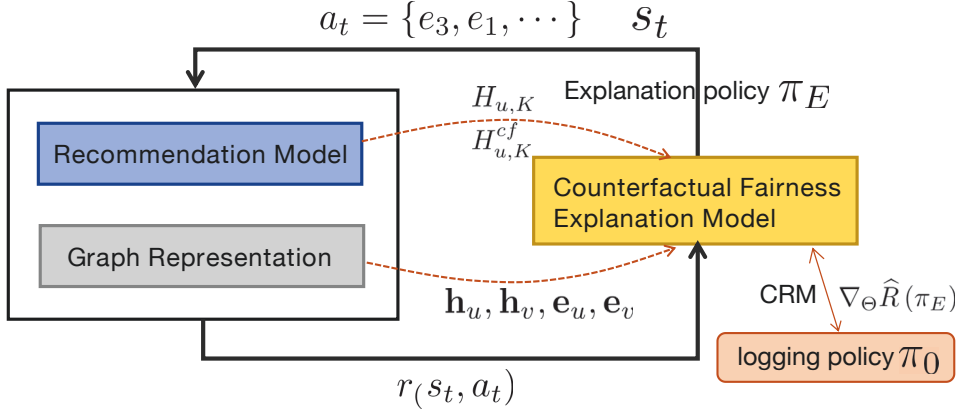 a_t = {e_3, e_1, ⋯} s_t
Explanation policy π_E
H_{u,K}
H^{cf}_{u,K}
Recommendation Model
Counterfactual Fairness
Explanation Model
Graph Representation
𝐡_u, 𝐡_v, 𝐞_u, 𝐞_v
CRM ∇_Θ R̂ (π_E)
logging policy π_0
r(s_t, a_t)